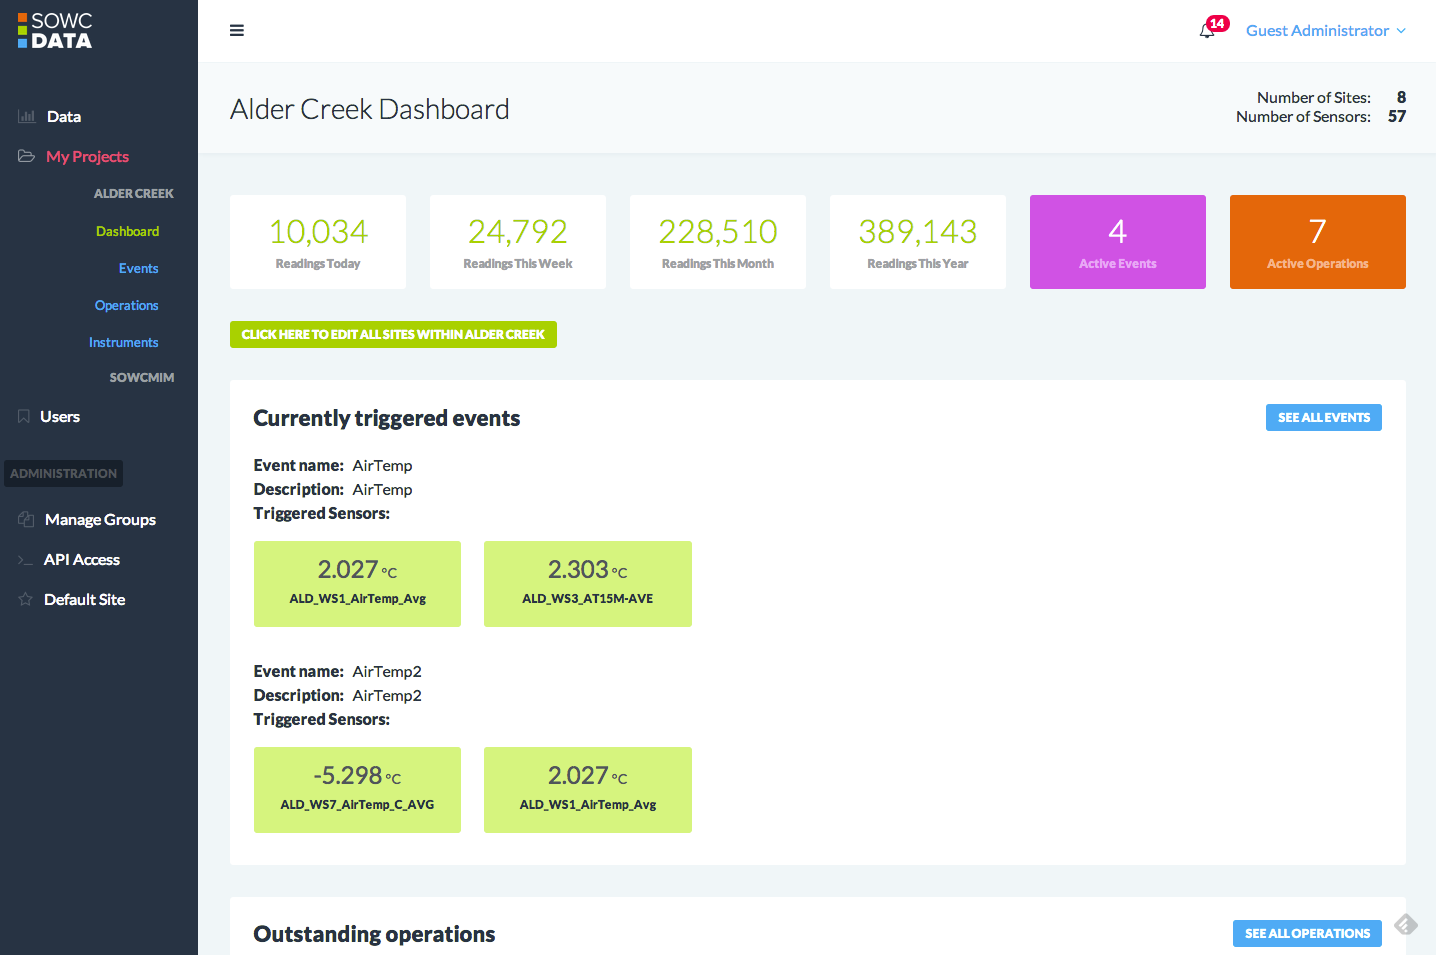 SOWC
DATA
14
Guest Administrator
Alder Creek Dashboard
Number of Sites: 8
Number of Sensors: 57
Data
My Projects
ALDER CREEK
Dashboard
Events
Operations
Instruments
SOWCMIM
Users
ADMINISTRATION
Manage Groups
API Access
Default Site
10,034
Readings Today
24,792
Readings This Week
228,510
Readings This Month
389,143
Readings This Year
4
Active Events
7
Active Operations
CLICK HERE TO EDIT ALL SITES WITHIN ALDER CREEK
Currently triggered events
SEE ALL EVENTS
Event name: AirTemp
Description: AirTemp
Triggered Sensors:
2.027 °C
ALD_WS1_AirTemp_Avg
2.303 °C
ALD_WS3_AT15M-AVE
Event name: AirTemp2
Description: AirTemp2
Triggered Sensors:
-5.298 °C
ALD_WS7_AirTemp_C_AVG
2.027 °C
ALD_WS1_AirTemp_Avg
Outstanding operations
SEE ALL OPERATIONS